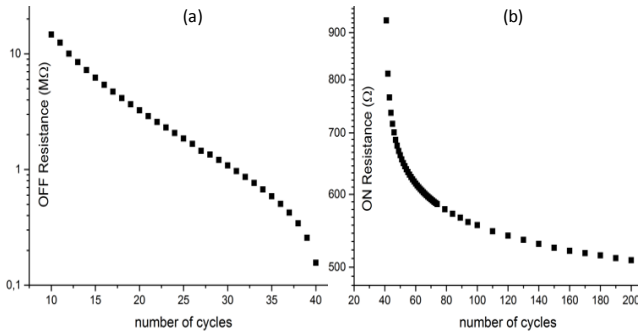 (a)
OFF Resistance (MΩ)
10
1
0,1
10 15 20 25 30 35 40
number of cycles
(b)
ON Resistance (Ω)
900
800
700
600
500
20 40 60 80 100 120 140 160 180 200
number of cycles